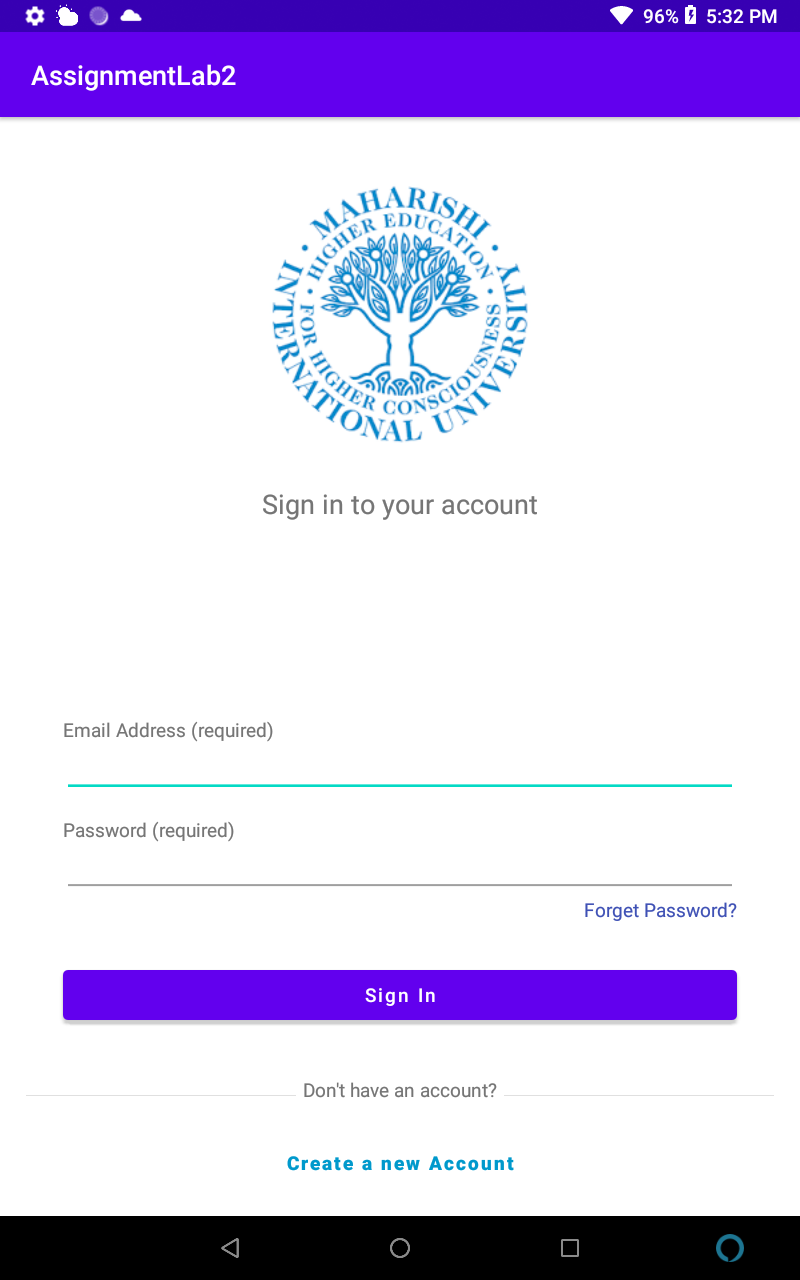 96% 5:32 PM
AssignmentLab2
MAHARISHI INTERNATIONAL UNIVERSITY
HIGHER EDUCATION FOR HIGHER CONSCIOUSNESS
Sign in to your account
Email Address (required)
Password (required)
Forget Password?
Sign In
Don't have an account?
Create a new Account